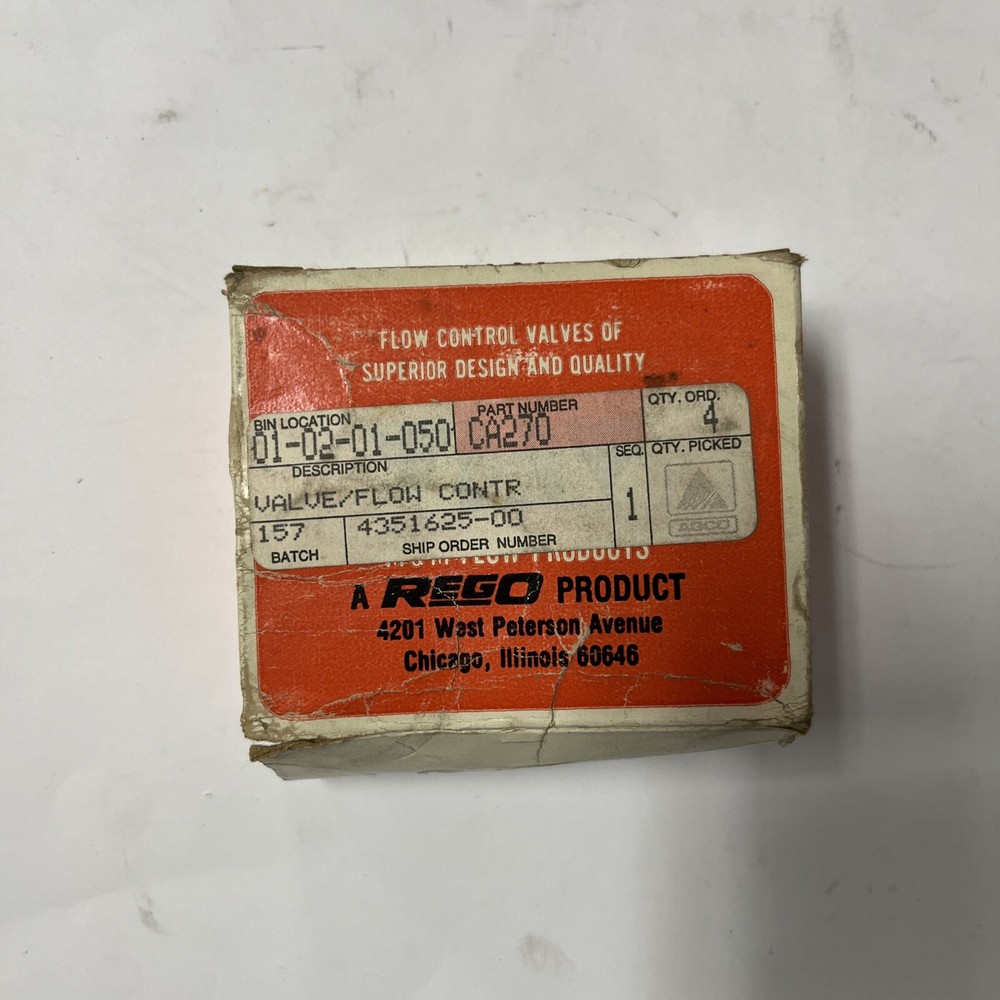 FLOW CONTROL VALVES OF
SUPERIOR DESIGN AND QUALITY
BIN LOCATION
01-02-01-050
PART NUMBER
CA270
QTY. ORD.
4
DESCRIPTION
VALVE/FLOW CONTR
SEQ.
1
QTY. PICKED
AGCO
157
BATCH
4351625-00
SHIP ORDER NUMBER
FLOW PRODUCTS
A REGO PRODUCT
4201 West Peterson Avenue
Chicago, Illinois 60646